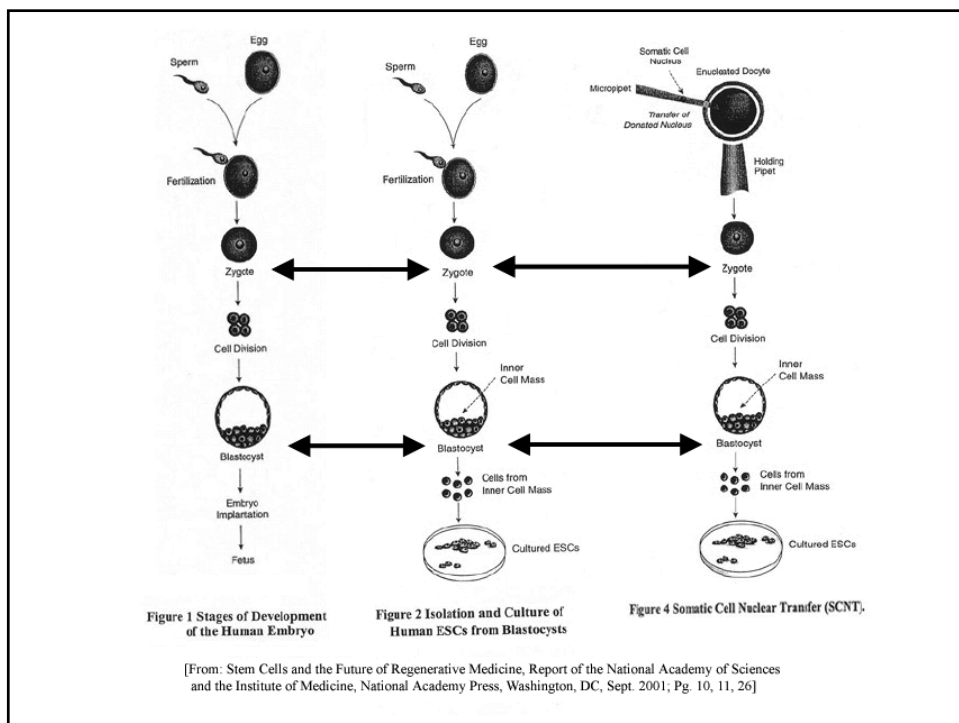 Egg
Sperm
Fertilization
Zygote
Cell Division
Blastocyst
Embryo
Implantation
Fetus
Figure 1 Stages of Development
of the Human Embryo
Egg
Sperm
Fertilization
Zygote
Cell Division
Inner
Cell Mass
Blastocyst
Cells from
Inner Cell Mass
Cultured ESCs
Figure 2 Isolation and Culture of
Human ESCs from Blastocysts
Somatic Cell
Nucleus
Enucleated Oocyte
Micropipet
Transfer of
Donated Nucleus
Holding
Pipet
Zygote
Cell Division
Inner
Cell Mass
Blastocyst
Cells from
Inner Cell Mass
Cultured ESCs
Figure 4 Somatic Cell Nuclear Transfer (SCNT).
[From: Stem Cells and the Future of Regenerative Medicine, Report of the National Academy of Sciences
and the Institute of Medicine, National Academy Press, Washington, DC, Sept. 2001; Pg. 10, 11, 26]